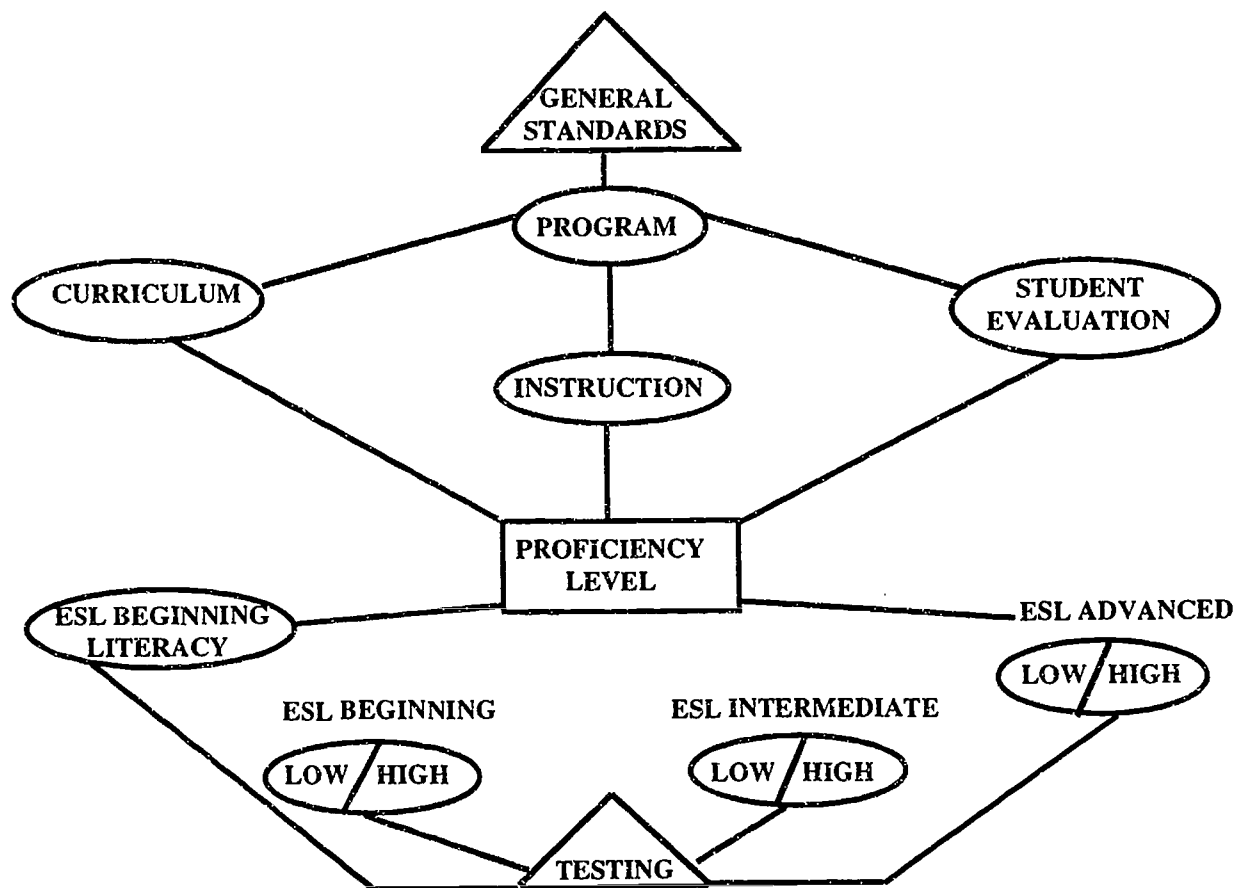 GENERAL
STANDARDS
PROGRAM
CURRICULUM
STUDENT
EVALUATION
INSTRUCTION
PROFICIENCY
LEVEL
ESL BEGINNING
LITERACY
ESL ADVANCED
LOW / HIGH
ESL BEGINNING
LOW / HIGH
ESL INTERMEDIATE
LOW / HIGH
TESTING